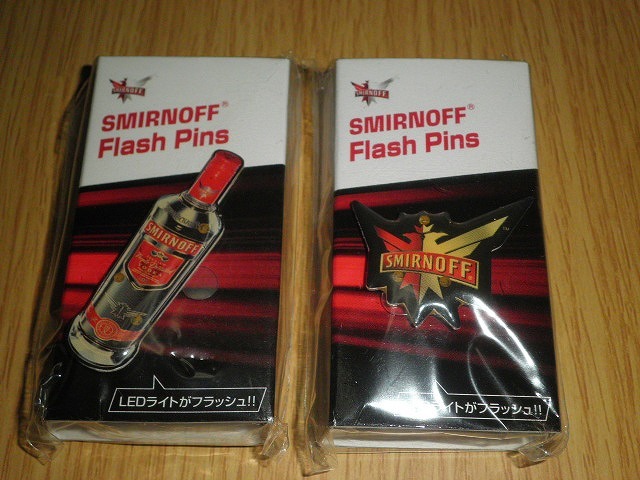 SMIRNOFF
SMIRNOFF®
Flash Pins
SMIRNOFF
LEDライトがフラッシュ!!
SMIRNOFF
SMIRNOFF®
Flash Pins
SMIRNOFF
TM
イトがフラッシュ!!